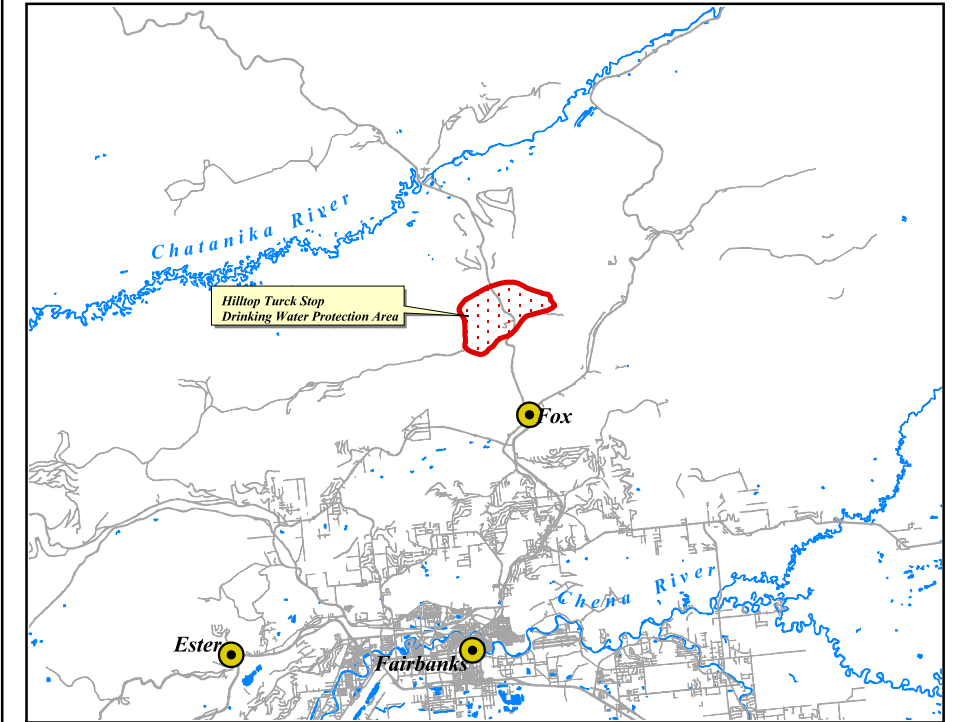 Chatanika River
Hilltop Turck Stop
Drinking Water Protection Area
Fox
Chena River
Ester
Fairbanks